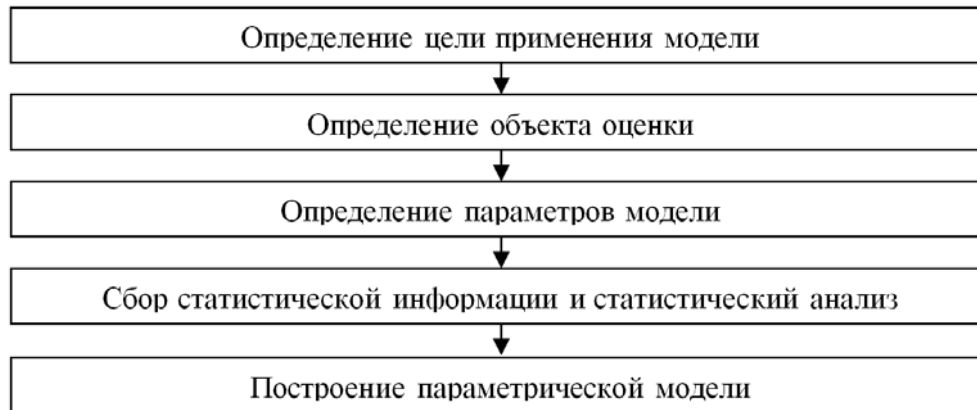 Определение цели применения модели
Определение объекта оценки
Определение параметров модели
Сбор статистической информации и статистический анализ
Построение параметрической модели